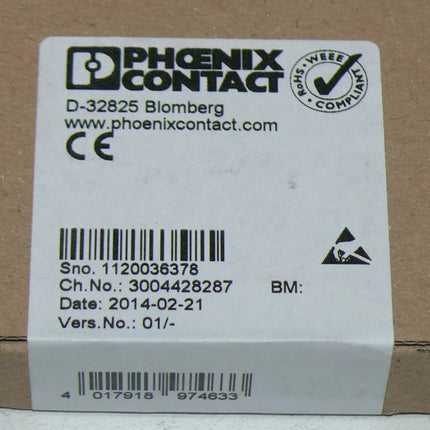 PHŒNIX
CONTACT
RoHS · WEEE
COMPLIANT
D-32825 Blomberg
www.phoenixcontact.com
CE
Sno. 1120036378
Ch.No.: 3004428287 BM:
Date: 2014-02-21
Vers.No.: 01/-
4 017918 974633